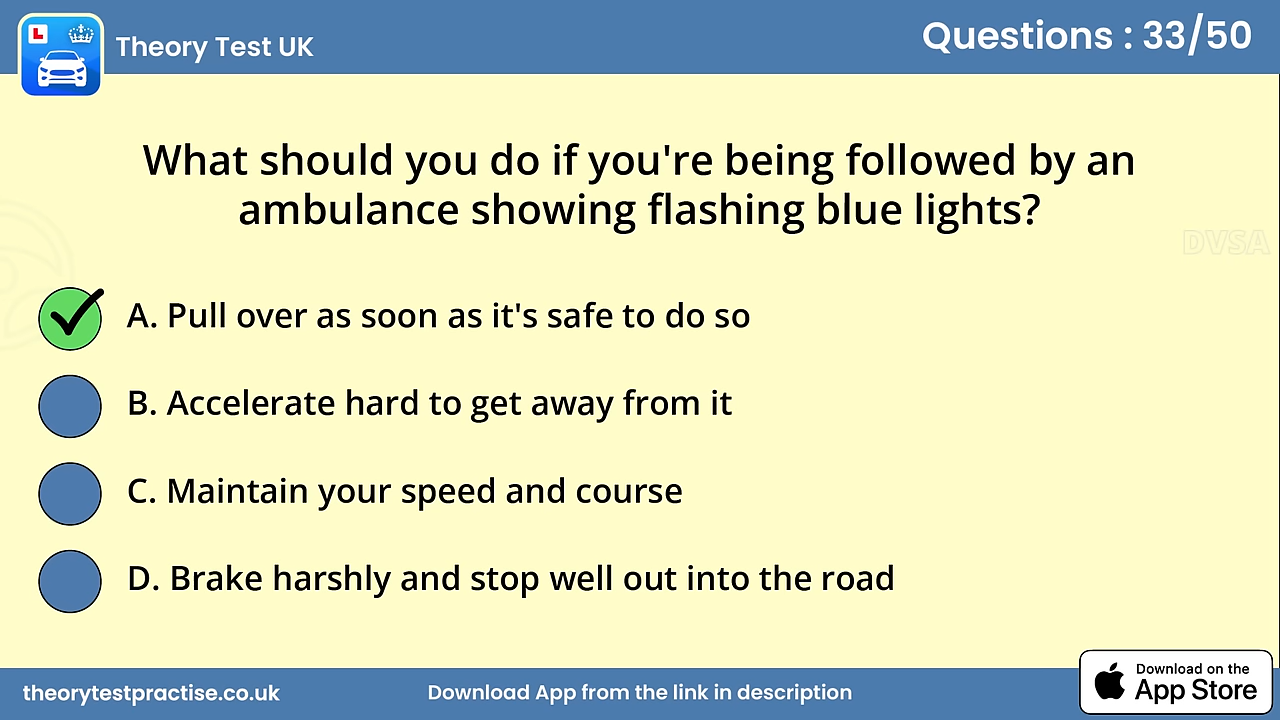 L
Theory Test UK
Questions : 33/50
What should you do if you're being followed by an
ambulance showing flashing blue lights?
DVSA
A. Pull over as soon as it's safe to do so
B. Accelerate hard to get away from it
C. Maintain your speed and course
D. Brake harshly and stop well out into the road
theorytestpractise.co.uk
Download App from the link in description
Download on the
App Store